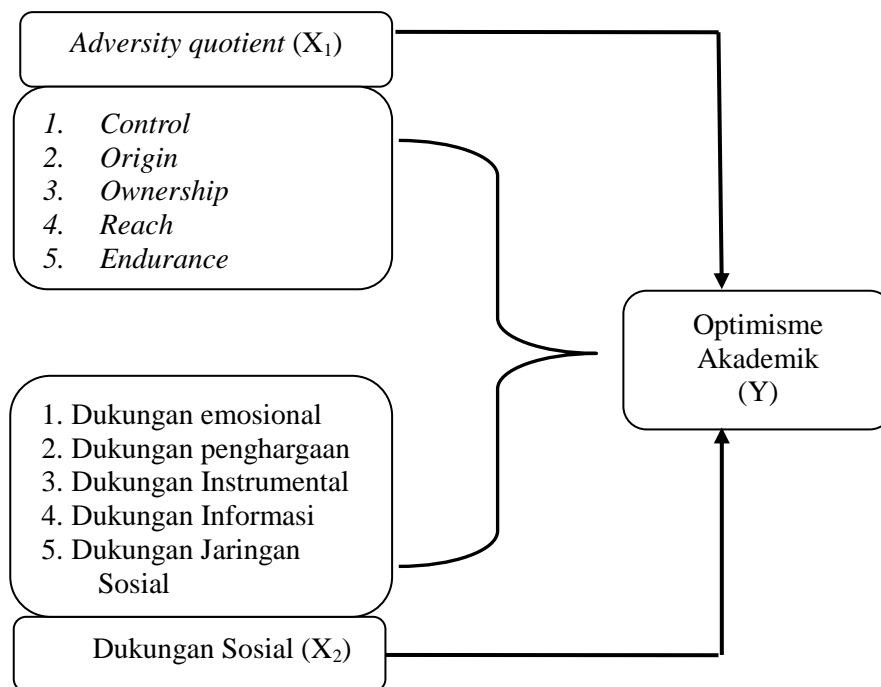 Adversity quotient (X₁)
1. Control
2. Origin
3. Ownership
4. Reach
5. Endurance
Optimisme
Akademik
(Y)
1. Dukungan emosional
2. Dukungan penghargaan
3. Dukungan Instrumental
4. Dukungan Informasi
5. Dukungan Jaringan
Sosial
Dukungan Sosial (X₂)